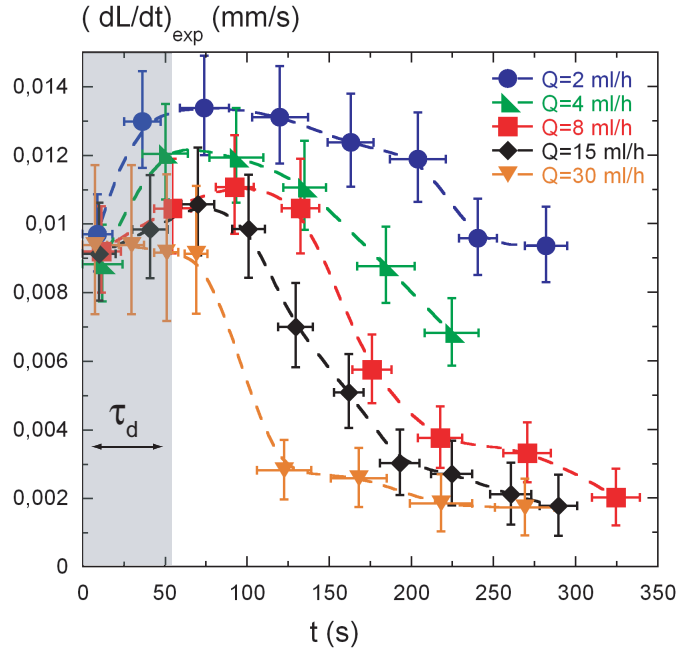 ( dL/dt)exp (mm/s)
0,014
0,012
0,01
0,008
0,006
0,004
0,002
0
Q=2 ml/h
Q=4 ml/h
Q=8 ml/h
Q=15 ml/h
Q=30 ml/h
τd
0 50 100 150 200 250 300 350
t (s)